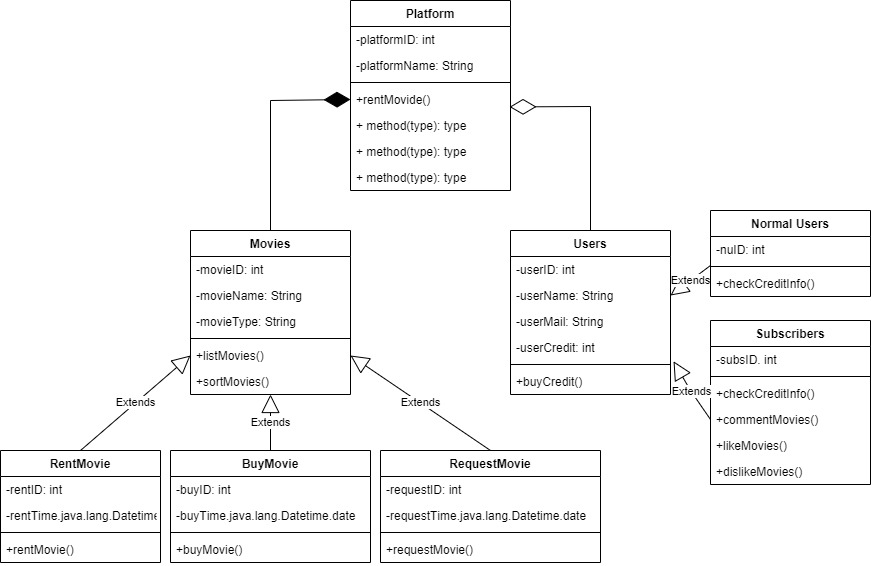 Platform
-platformID: int
-platformName: String
+rentMovide()
+ method(type): type
+ method(type): type
+ method(type): type
Movies
-movieID: int
-movieName: String
-movieType: String
+listMovies()
+sortMovies()
Users
-userID: int
-userName: String
-userMail: String
-userCredit: int
+buyCredit()
Normal Users
-nuID: int
+checkCreditInfo()
Extends
Subscribers
-subsID. int
+checkCreditInfo()
+commentMovies()
+likeMovies()
+dislikeMovies()
Extends
Extends
Extends
Extends
RentMovie
-rentID: int
-rentTime.java.lang.Datetime
+rentMovie()
BuyMovie
-buyID: int
-buyTime.java.lang.Datetime.date
+buyMovie()
RequestMovie
-requestID: int
-requestTime.java.lang.Datetime.date
+requestMovie()